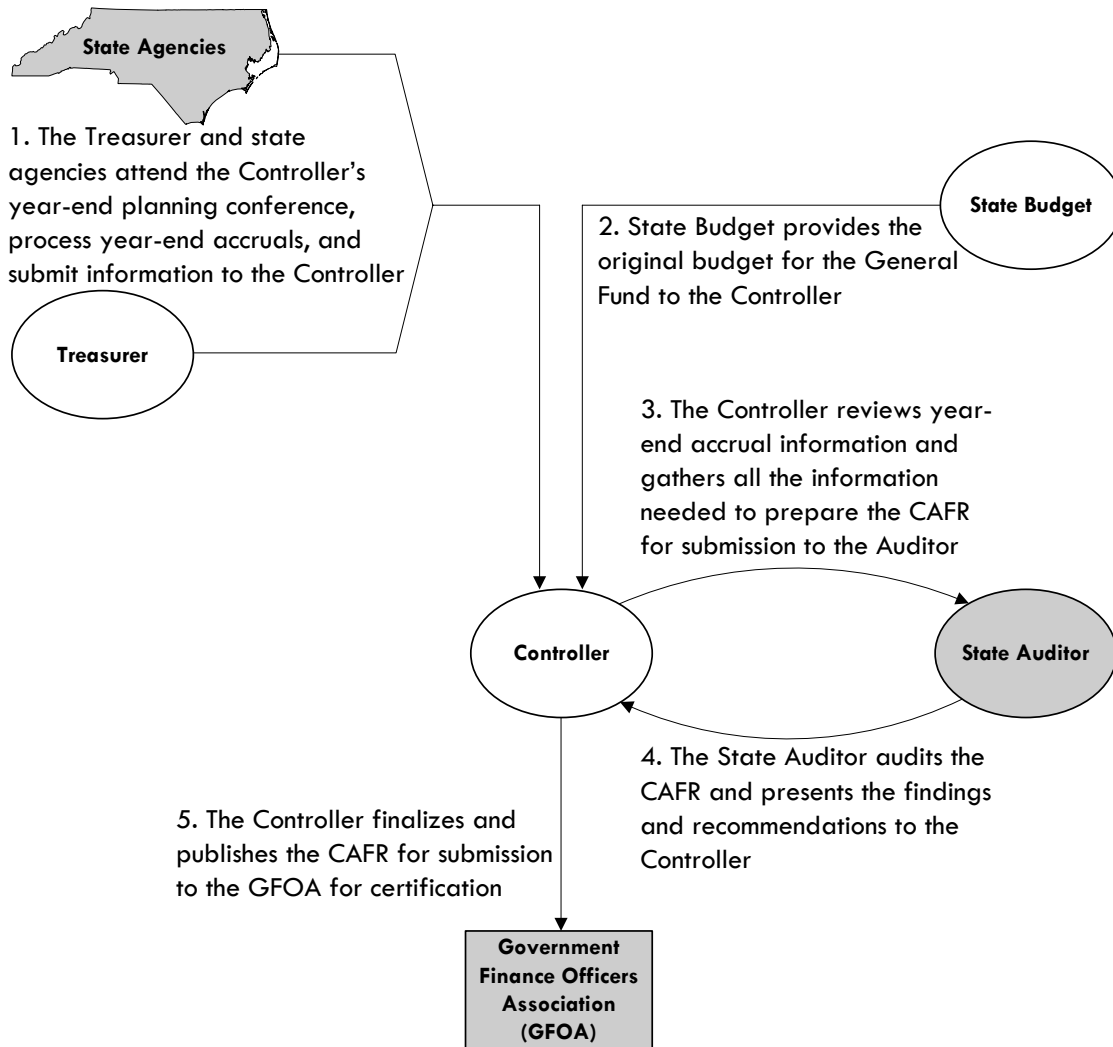 State Agencies
1. The Treasurer and state
agencies attend the Controller’s
year-end planning conference,
process year-end accruals, and
submit information to the Controller
Treasurer
State Budget
2. State Budget provides the
original budget for the General
Fund to the Controller
3. The Controller reviews year-
end accrual information and
gathers all the information
needed to prepare the CAFR
for submission to the Auditor
Controller
State Auditor
4. The State Auditor audits the
CAFR and presents the findings
and recommendations to the
Controller
5. The Controller finalizes and
publishes the CAFR for submission
to the GFOA for certification
Government
Finance Officers
Association
(GFOA)